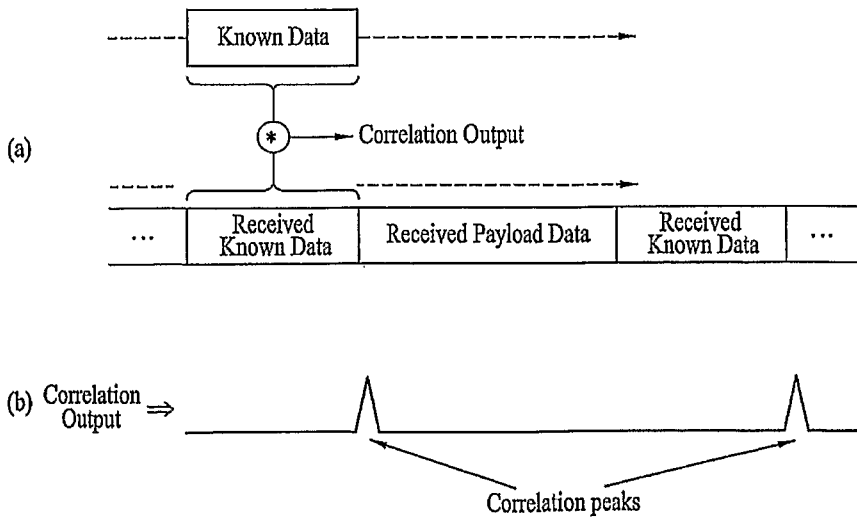 Known Data
(a)
*
Correlation Output
...
Received
Known Data
Received Payload Data
Received
Known Data
...
(b)
Correlation
Output
⇒
Correlation peaks